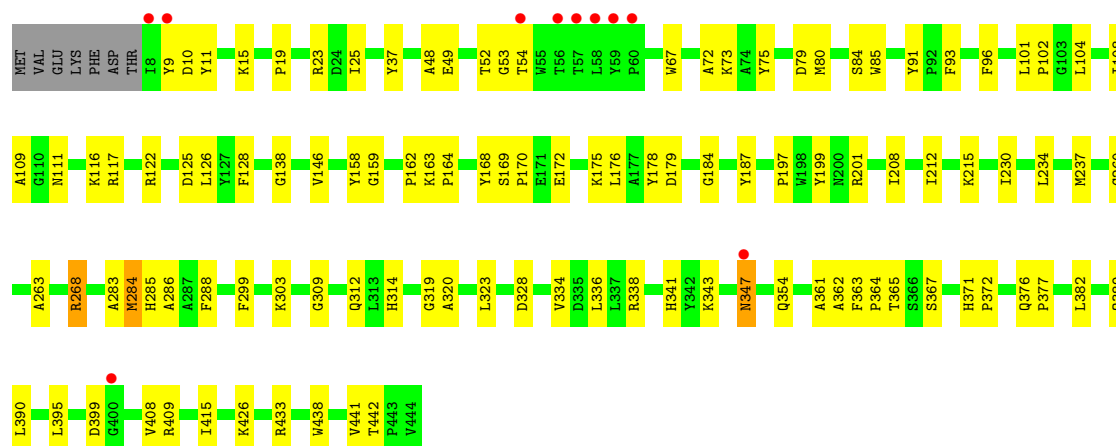 MET VAL GLU LYS PHE ASP THR I8 Y9 D10 Y11 K15 P19 R23 D24 I25 Y37 A48 E49 T52 G53 T54 W55 T56 T57 L58 Y59 P60 W67 A72 K73 A74 Y75 D79 M80 S84 W85 Y91 P92 F93 F96 L101 P102 G103 L104
A109 G110 N111 K116 R117 R122 D125 L126 Y127 F128 G138 V146 Y158 G159 P162 K163 P164 Y168 S169 P170 E171 E172 K175 L176 A177 Y178 D179 G184 Y187 P197 W198 Y199 N200 R201 I208 I212 K215 I230 L234 M237
A263 R268 A283 M284 H285 A286 A287 F288 F299 K303 G309 Q312 L313 H314 G319 A320 L323 D328 V334 D335 L336 L337 R338 H341 Y342 K343 N347 Q354 A361 A362 F363 P364 T365 S366 S367 H371 P372 Q376 P377 L382
L390 L395 D399 G400 V408 R409 I415 K426 R433 W438 V441 T442 P443 V444